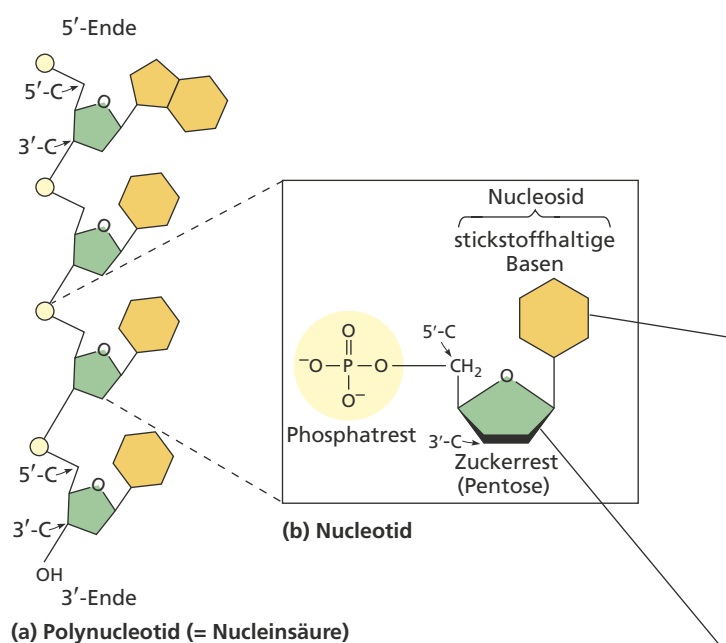 5′-Ende
5′-C
O
3′-C
O
O
5′-C
O
3′-C
OH
3′-Ende
(a) Polynucleotid (= Nucleinsäure)
Nucleosid
stickstoffhaltige
Basen
O
⁻O–P–O
O⁻
Phosphatrest
5′-C
CH₂
O
3′-C
Zuckerrest
(Pentose)
(b) Nucleotid